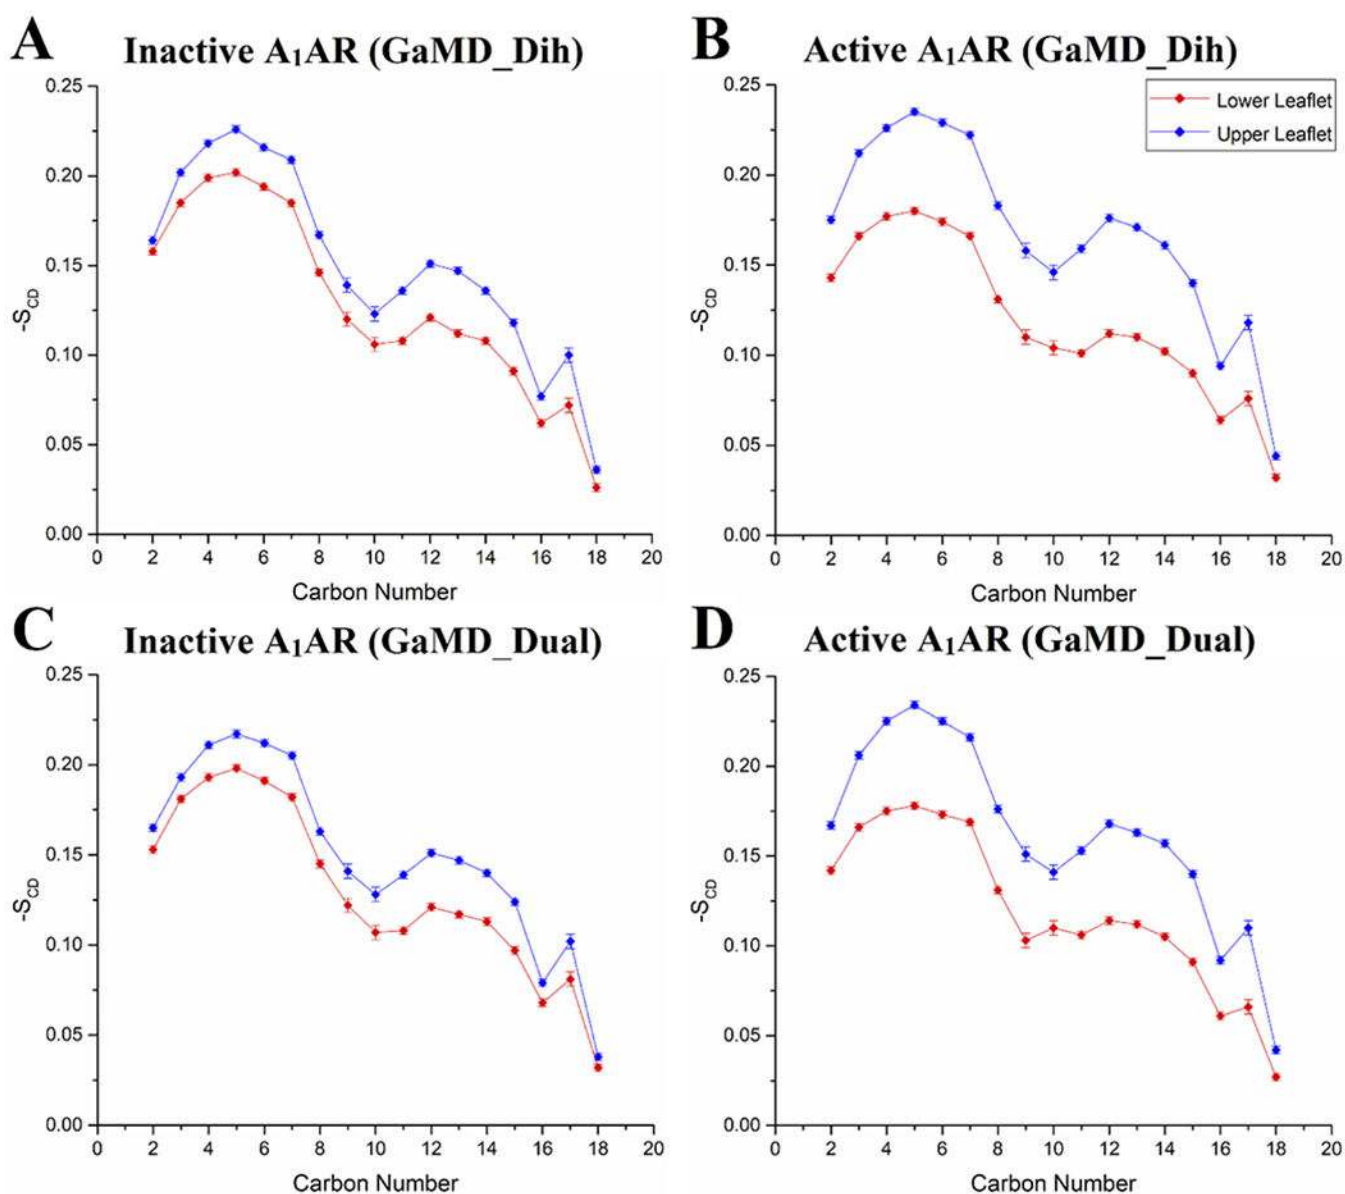 A Inactive A₁AR (GaMD_Dih)
0.25
0.20
0.15
0.10
0.05
0.00
-S_CD
0 2 4 6 8 10 12 14 16 18 20
Carbon Number
B Active A₁AR (GaMD_Dih)
Lower Leaflet
Upper Leaflet
0.25
0.20
0.15
0.10
0.05
0.00
-S_CD
0 2 4 6 8 10 12 14 16 18 20
Carbon Number
C Inactive A₁AR (GaMD_Dual)
0.25
0.20
0.15
0.10
0.05
0.00
-S_CD
0 2 4 6 8 10 12 14 16 18 20
Carbon Number
D Active A₁AR (GaMD_Dual)
0.25
0.20
0.15
0.10
0.05
0.00
-S_CD
0 2 4 6 8 10 12 14 16 18 20
Carbon Number